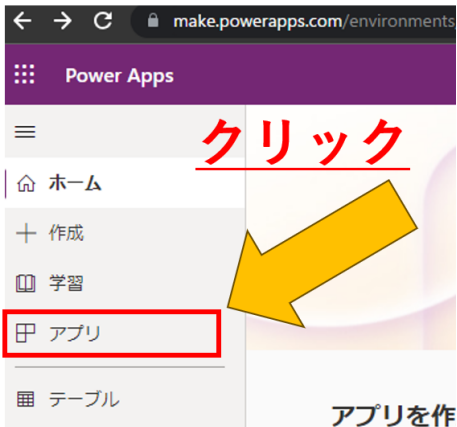 make.powerapps.com/environments
Power Apps
クリック
ホーム
作成
学習
アプリ
テーブル
アプリを作